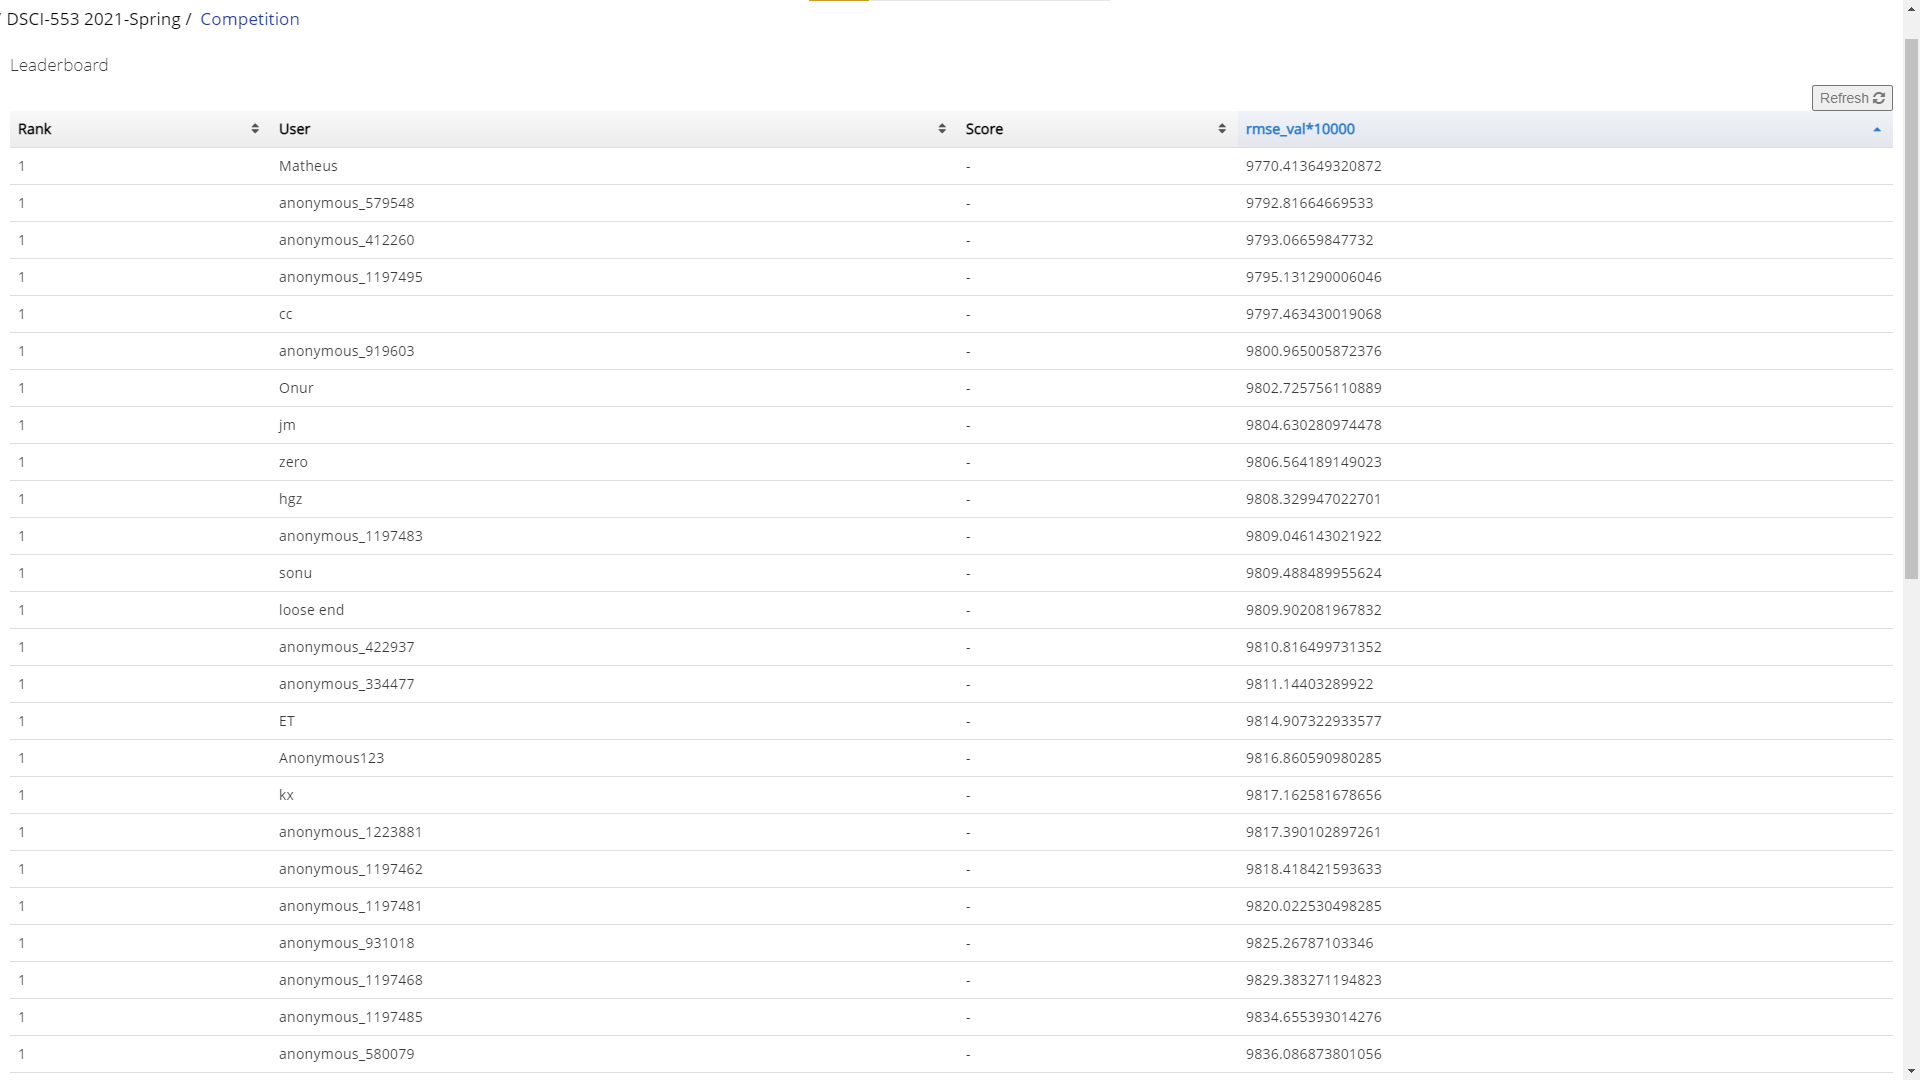 / DSCI-553 2021-Spring / Competition
Leaderboard
Refresh
Rank User Score rmse_val*10000
1 Matheus - 9770.413649320872
1 anonymous_579548 - 9792.81664669533
1 anonymous_412260 - 9793.06659847732
1 anonymous_1197495 - 9795.131290006046
1 cc - 9797.463430019068
1 anonymous_919603 - 9800.965005872376
1 Onur - 9802.725756110889
1 jm - 9804.630280974478
1 zero - 9806.564189149023
1 hgz - 9808.329947022701
1 anonymous_1197483 - 9809.046143021922
1 sonu - 9809.488489955624
1 loose end - 9809.902081967832
1 anonymous_422937 - 9810.816499731352
1 anonymous_334477 - 9811.14403289922
1 ET - 9814.907322933577
1 Anonymous123 - 9816.860590980285
1 kx - 9817.162581678656
1 anonymous_1223881 - 9817.390102897261
1 anonymous_1197462 - 9818.418421593633
1 anonymous_1197481 - 9820.022530498285
1 anonymous_931018 - 9825.26787103346
1 anonymous_1197468 - 9829.383271194823
1 anonymous_1197485 - 9834.655393014276
1 anonymous_580079 - 9836.086873801056